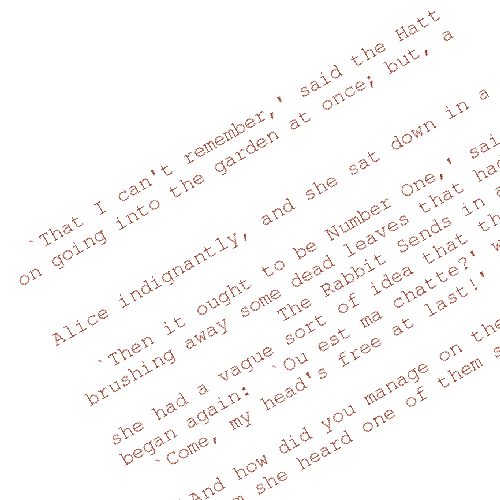 `That I can't remember,' said the Hatt
on going into the garden at once; but, a
Alice indignantly, and she sat down in a
`Then it ought to be Number One,' sai
brushing away some dead leaves that had
The Rabbit Sends in a
she had a vague sort of idea that th
began again: `Ou est ma chatte?' w
`Come, my head's free at last!'
And how did you manage on the
she heard one of them s